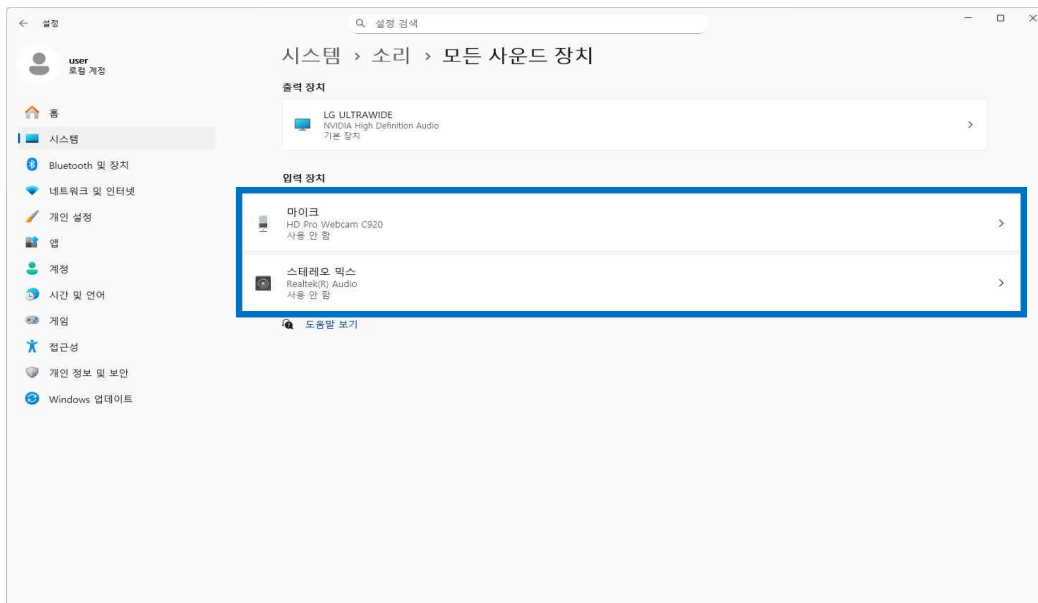 설정
설정 검색
user
로컬 계정
홈
시스템
Bluetooth 및 장치
네트워크 및 인터넷
개인 설정
앱
계정
시간 및 언어
게임
접근성
개인 정보 및 보안
Windows 업데이트
시스템 › 소리 › 모든 사운드 장치
출력 장치
LG ULTRAWIDE
NVIDIA High Definition Audio
기본 장치
입력 장치
마이크
HD Pro Webcam C920
사용 안 함
스테레오 믹스
Realtek(R) Audio
사용 안 함
도움말 보기